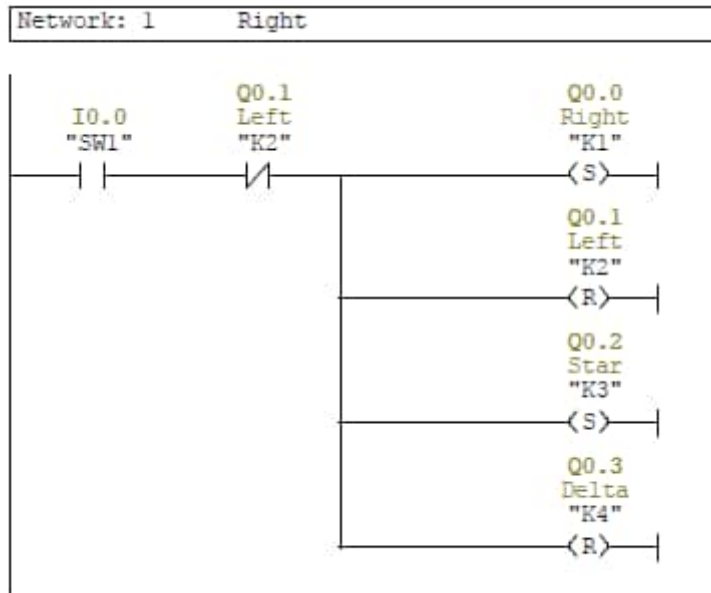 Network: 1 Right
I0.0
"SW1"
Q0.1
Left
"K2"
Q0.0
Right
"K1"
(S)
Q0.1
Left
"K2"
(R)
Q0.2
Star
"K3"
(S)
Q0.3
Delta
"K4"
(R)